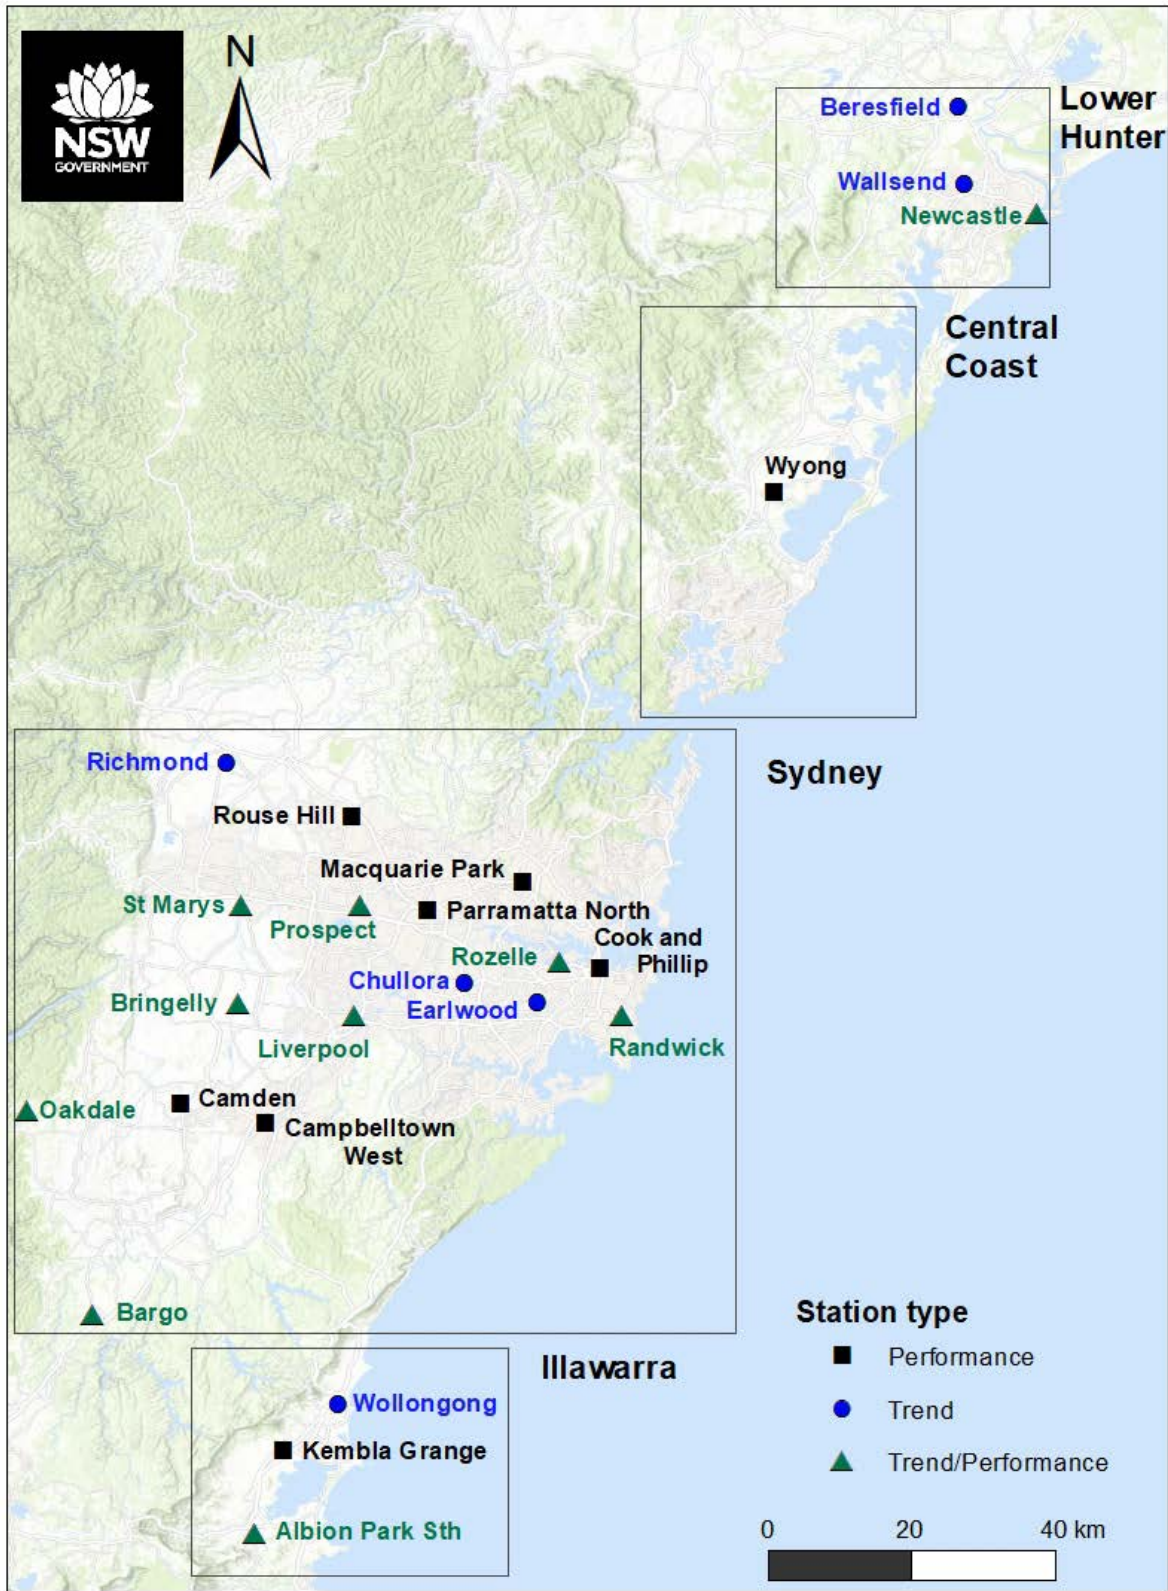 NSW
GOVERNMENT
N
Lower
Hunter
Beresfield
Wallsend
Newcastle
Central
Coast
Wyong
Sydney
Richmond
Rouse Hill
Macquarie Park
St Marys
Prospect
Parramatta North
Cook and
Phillip
Rozelle
Chullora
Earlwood
Bringelly
Liverpool
Randwick
Oakdale
Camden
Campbelltown
West
Bargo
Illawarra
Wollongong
Kembla Grange
Albion Park Sth
Station type
Performance
Trend
Trend/Performance
0 20 40 km